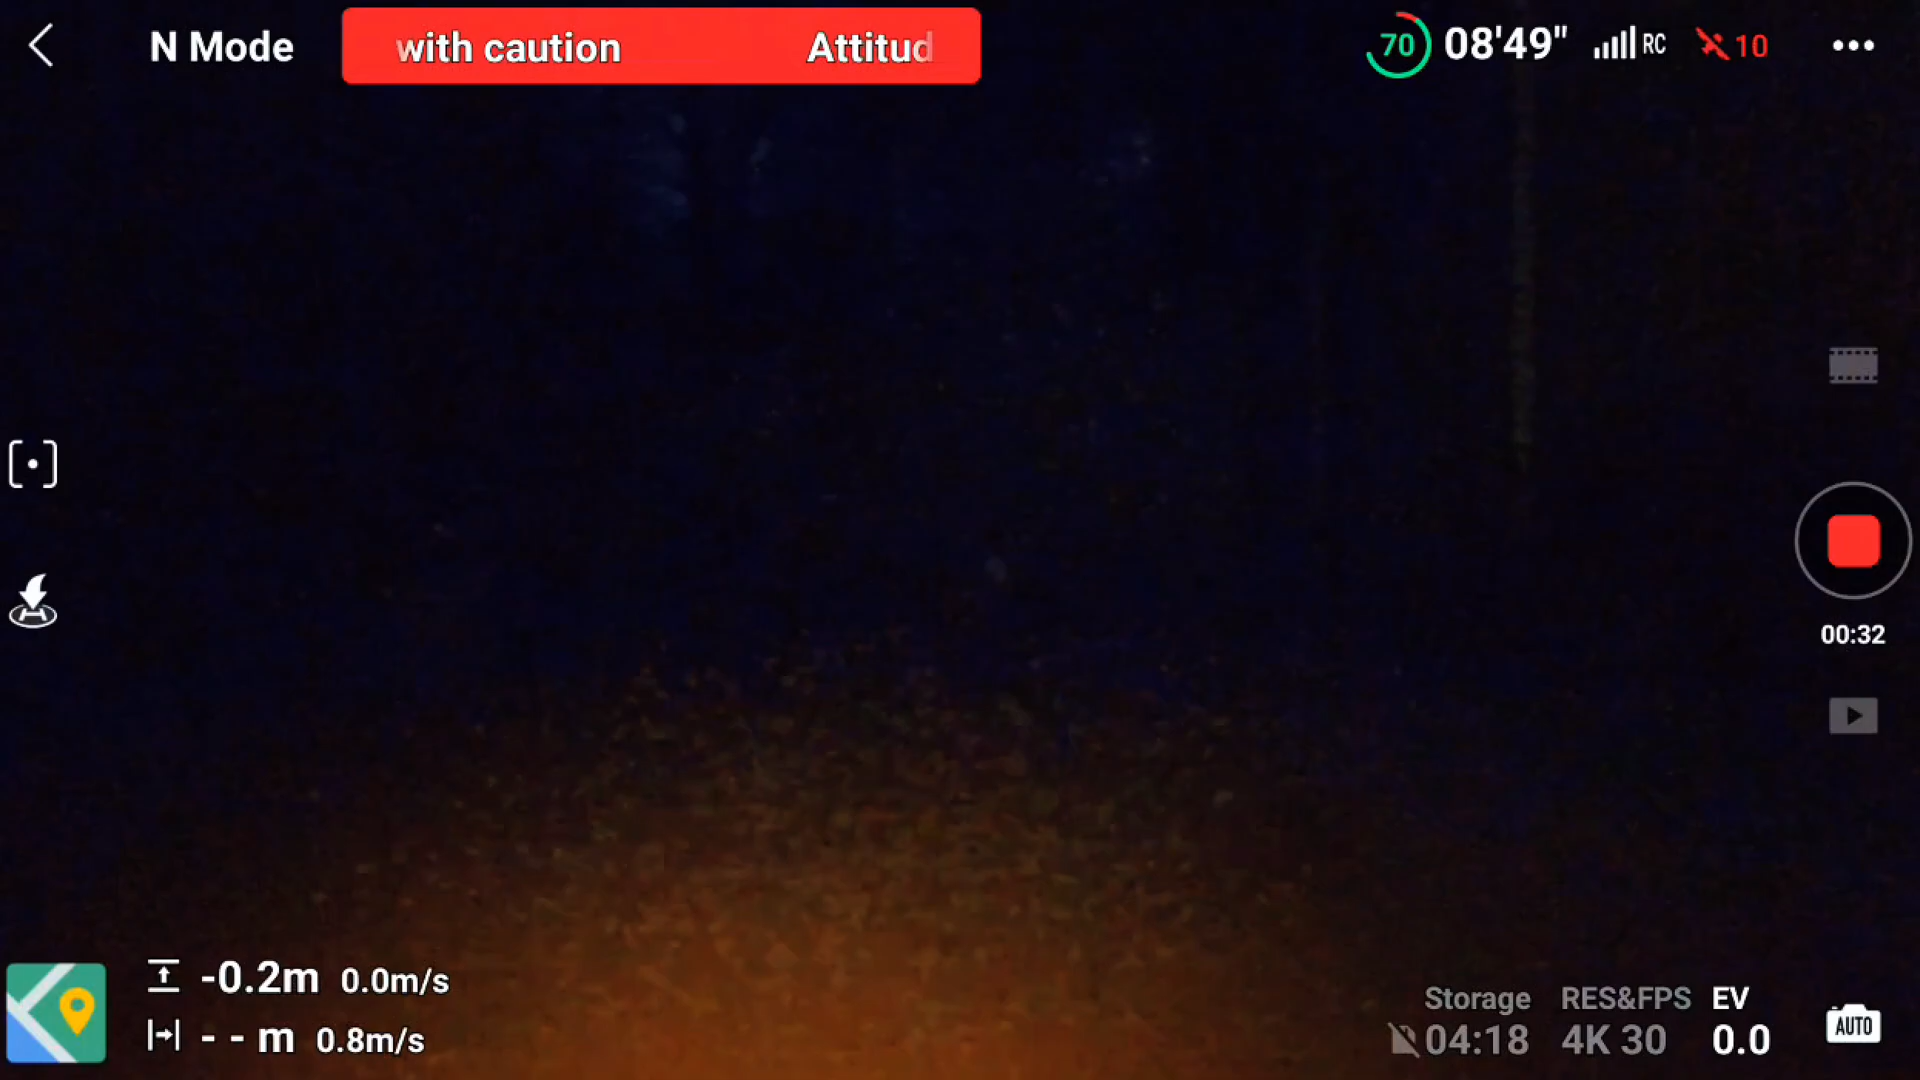 N Mode
with caution Attitud
70 08'49" RC 10
00:32
-0.2m 0.0m/s
- - m 0.8m/s
Storage RES&FPS EV
04:18 4K 30 0.0
AUTO